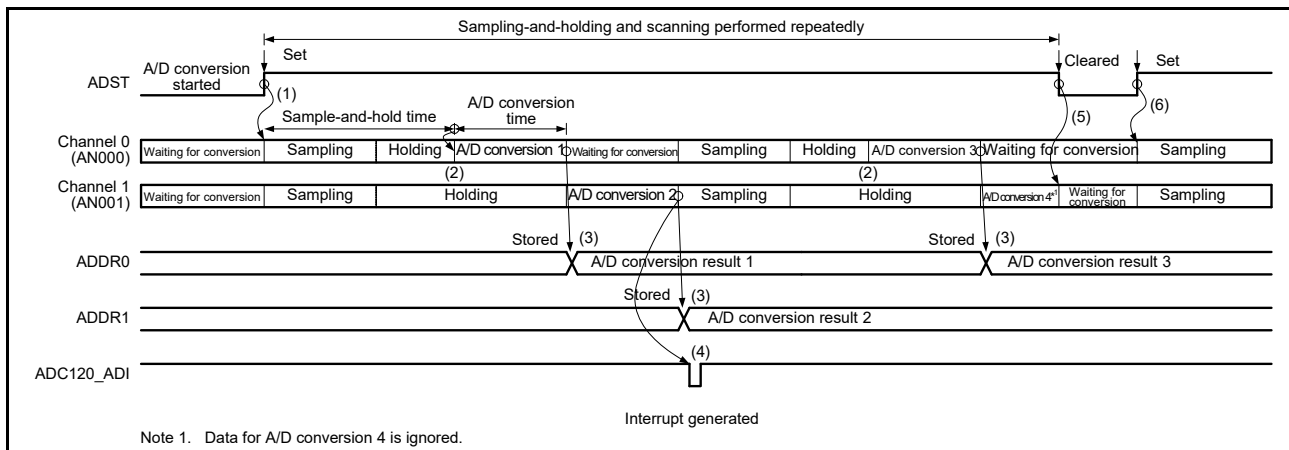 Sampling-and-holding and scanning performed repeatedly
Set
Cleared
Set
ADST
A/D conversion
started
(1)
(5)
(6)
Sample-and-hold time
A/D conversion
time
Channel 0
(AN000)
Waiting for conversion
Sampling
Holding
A/D conversion 1
Waiting for conversion
Sampling
Holding
A/D conversion 3
Waiting for conversion
Sampling
(2)
(2)
Channel 1
(AN001)
Waiting for conversion
Sampling
Holding
A/D conversion 2
Sampling
Holding
A/D conversion 4*1
Waiting for
conversion
Sampling
ADDR0
Stored
(3)
A/D conversion result 1
Stored
(3)
A/D conversion result 3
ADDR1
Stored
(3)
A/D conversion result 2
ADC120_ADI
(4)
Interrupt generated
Note 1. Data for A/D conversion 4 is ignored.